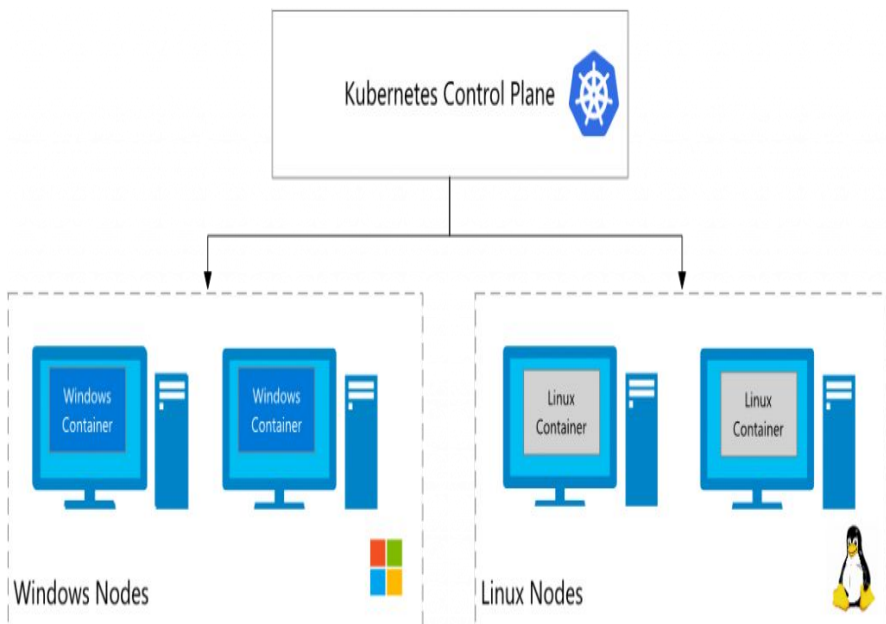 Kubernetes Control Plane
Windows
Container
Windows
Container
Linux
Container
Linux
Container
Windows Nodes
Linux Nodes